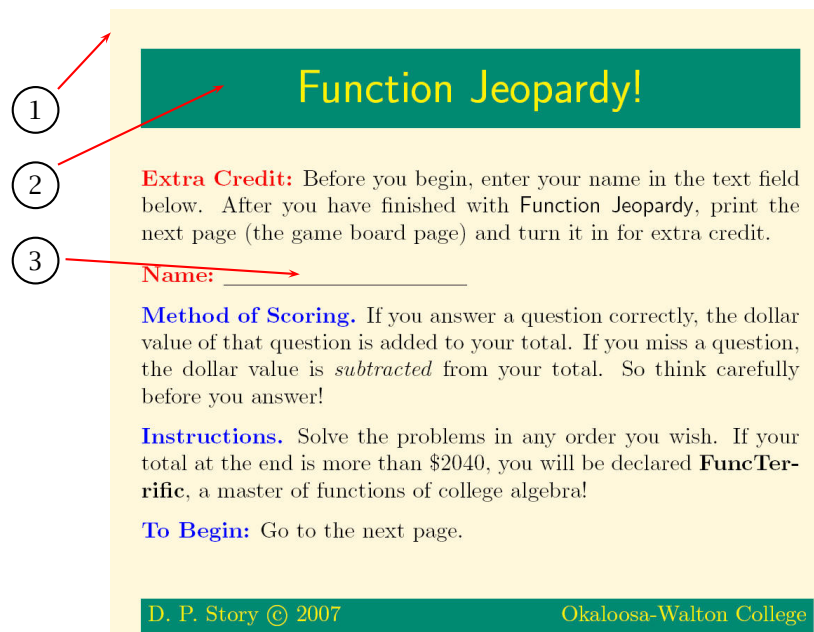 Function Jeopardy!
1
2
Extra Credit: Before you begin, enter your name in the text field
below. After you have finished with Function Jeopardy, print the
next page (the game board page) and turn it in for extra credit.
3
Name:
Method of Scoring. If you answer a question correctly, the dollar
value of that question is added to your total. If you miss a question,
the dollar value is subtracted from your total. So think carefully
before you answer!
Instructions. Solve the problems in any order you wish. If your
total at the end is more than $2040, you will be declared FuncTer-
rific, a master of functions of college algebra!
To Begin: Go to the next page.
D. P. Story © 2007 Okaloosa-Walton College